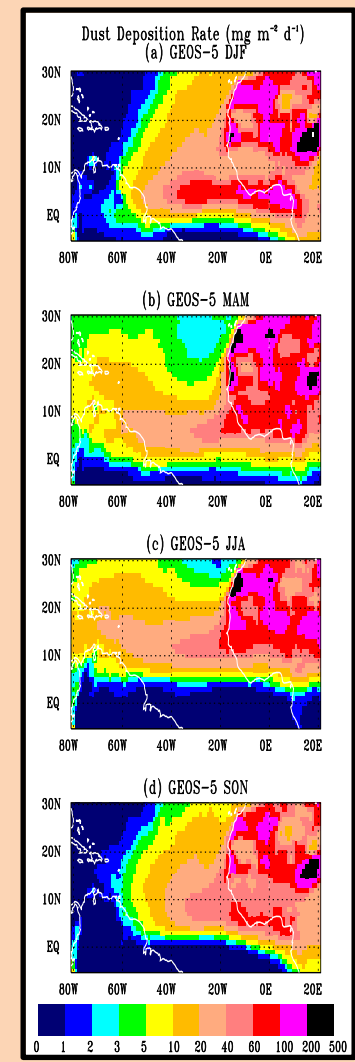 Dust Deposition Rate (mg m⁻² d⁻¹)
(a) GEOS-5 DJF
30N
20N
10N
EQ
80W 60W 40W 20W 0E 20E
(b) GEOS-5 MAM
30N
20N
10N
EQ
80W 60W 40W 20W 0E 20E
(c) GEOS-5 JJA
30N
20N
10N
EQ
80W 60W 40W 20W 0E 20E
(d) GEOS-5 SON
30N
20N
10N
EQ
80W 60W 40W 20W 0E 20E
0 1 2 3 5 10 20 40 60 100 200 500